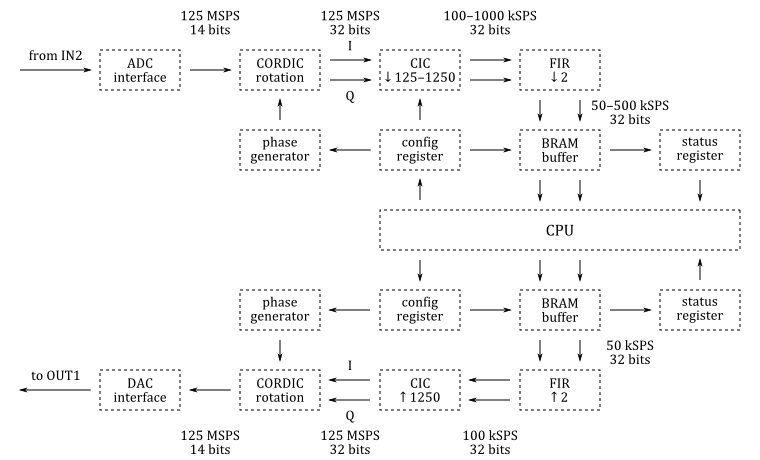 125 MSPS
14 bits
125 MSPS
32 bits
100–1000 kSPS
32 bits
from IN2
ADC
interface
CORDIC
rotation
I
Q
CIC
↓125–1250
FIR
↓2
50–500 kSPS
32 bits
phase
generator
config
register
BRAM
buffer
status
register
CPU
phase
generator
config
register
BRAM
buffer
status
register
50 kSPS
32 bits
to OUT1
DAC
interface
CORDIC
rotation
I
Q
CIC
↑1250
FIR
↑2
125 MSPS
14 bits
125 MSPS
32 bits
100 kSPS
32 bits